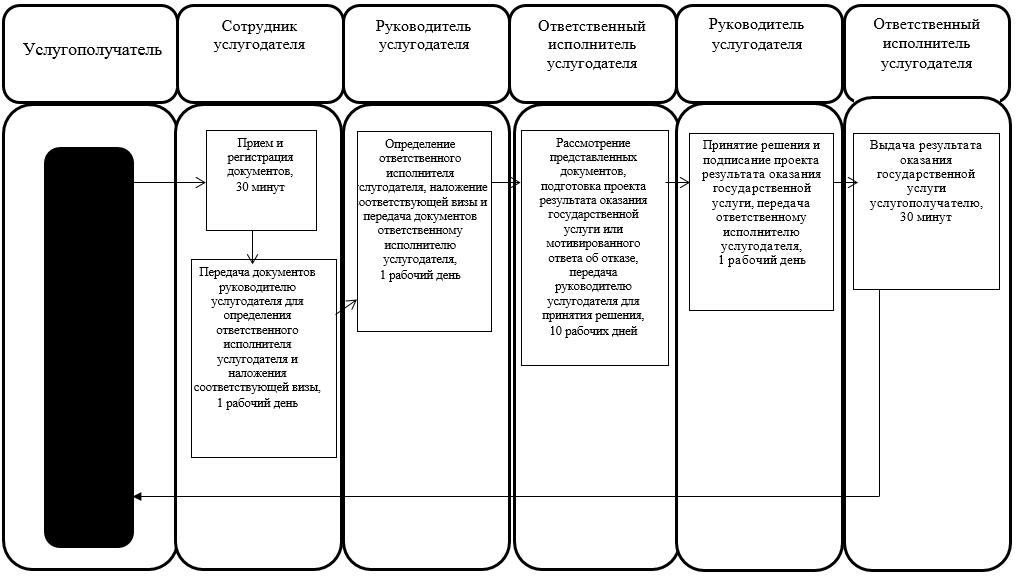 Услугополучатель
Сотрудник
услугодателя
Руководитель
услугодателя
Ответственный
исполнитель
услугодателя
Руководитель
услугодателя
Ответственный
исполнитель
услугодателя
Прием и
регистрация
документов,
30 минут
Передача документов
руководителю
услугодателя для
определения
ответственного
исполнителя
услугодателя и
наложения
соответствующей визы,
1 рабочий день
Определение
ответственного
исполнителя
услугодателя, наложение
соответствующей визы и
передача документов
ответственному
исполнителю
услугодателя,
1 рабочий день
Рассмотрение
представленных
документов,
подготовка проекта
результата оказания
государственной
услуги или
мотивированного
ответа об отказе,
передача
руководителю
услугодателя для
принятия решения,
10 рабочих дней
Принятие решения и
подписание проекта
результата оказания
государственной
услуги, передача
ответственному
исполнителю
услугодателя,
1 рабочий день
Выдача результата
оказания
государственной
услуги
услугополучателю,
30 минут